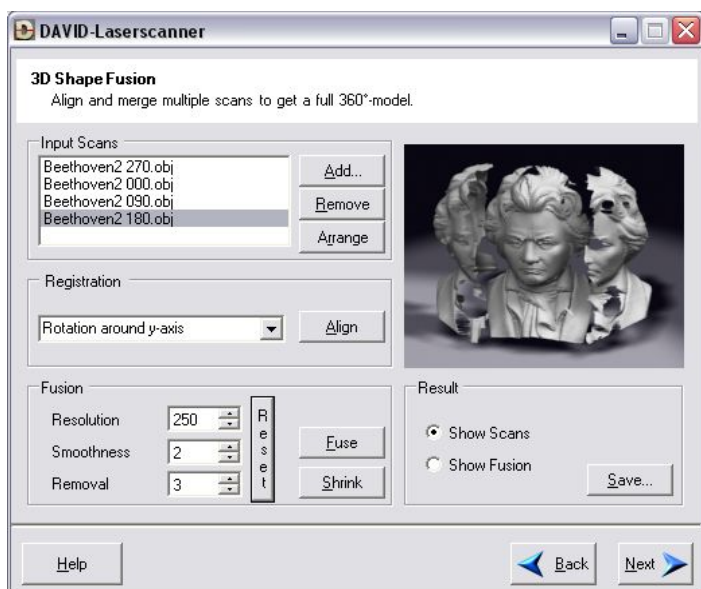 DAVID-Laserscanner
3D Shape Fusion
Align and merge multiple scans to get a full 360°-model.
Input Scans
Beethoven2 270.obj
Beethoven2 000.obj
Beethoven2 090.obj
Beethoven2 180.obj
Add...
Remove
Arrange
Registration
Rotation around y-axis
Align
Fusion
Resolution
250
Smoothness
2
Removal
3
Reset
Fuse
Shrink
Result
Show Scans
Show Fusion
Save...
Help
Back
Next